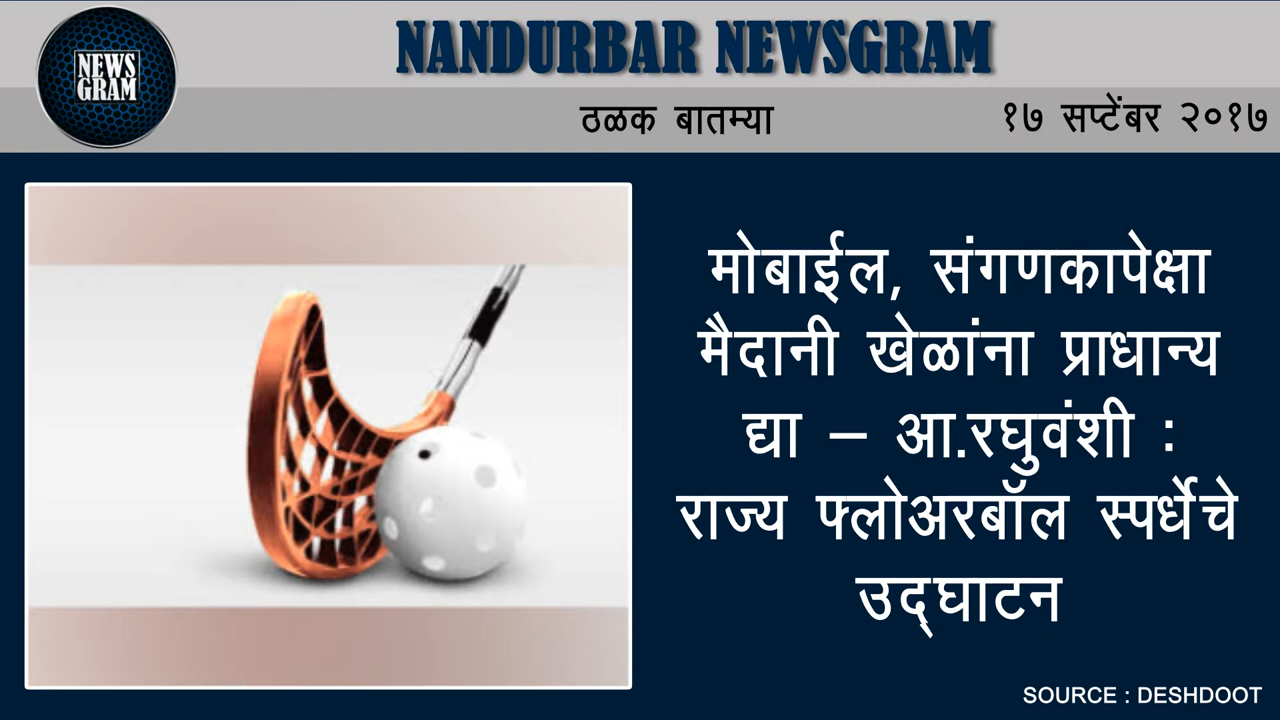 NEWS
GRAM
NANDURBAR NEWSGRAM
ठळक बातम्या
१७ सप्टेंबर २०१७
मोबाईल, संगणकापेक्षा
मैदानी खेळांना प्राधान्य
द्या – आ.रघुवंशी :
राज्य फ्लोअरबॉल स्पर्धेचे
उद्‌घाटन
SOURCE : DESHDOOT